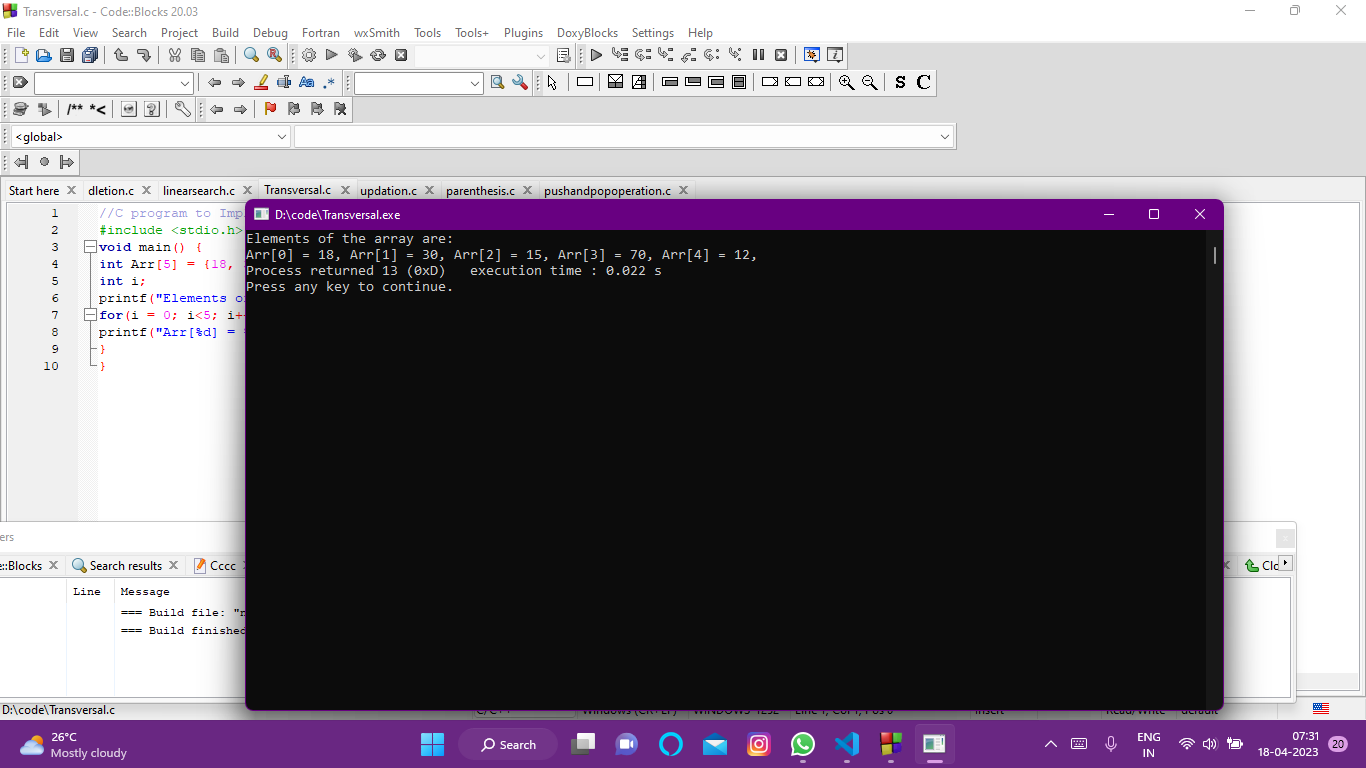 Transversal.c - Code::Blocks 20.03
File Edit View Search Project Build Debug Fortran wxSmith Tools Tools+ Plugins DoxyBlocks Settings Help
/** *<
S C
<global>
Start here dletion.c linearsearch.c Transversal.c updation.c parenthesis.c pushandpopoperation.c
1 //C program to
2 #include <stdio.h>
3 void main() {
4 int Arr[5] = {18,
5 int i;
6 printf("Elements
7 for(i = 0; i<5;
8 printf("Arr[%d] =
9 }
10 }
D:\code\Transversal.exe
Elements of the array are:
Arr[0] = 18, Arr[1] = 30, Arr[2] = 15, Arr[3] = 70, Arr[4] = 12,
Process returned 13 (0xD) execution time : 0.022 s
Press any key to continue.
::Blocks Search results Cccc
Line Message
=== Build file:
=== Build finished
D:\code\Transversal.c
default
26°C
Mostly cloudy
Search
ENG
IN
07:31
18-04-2023
20